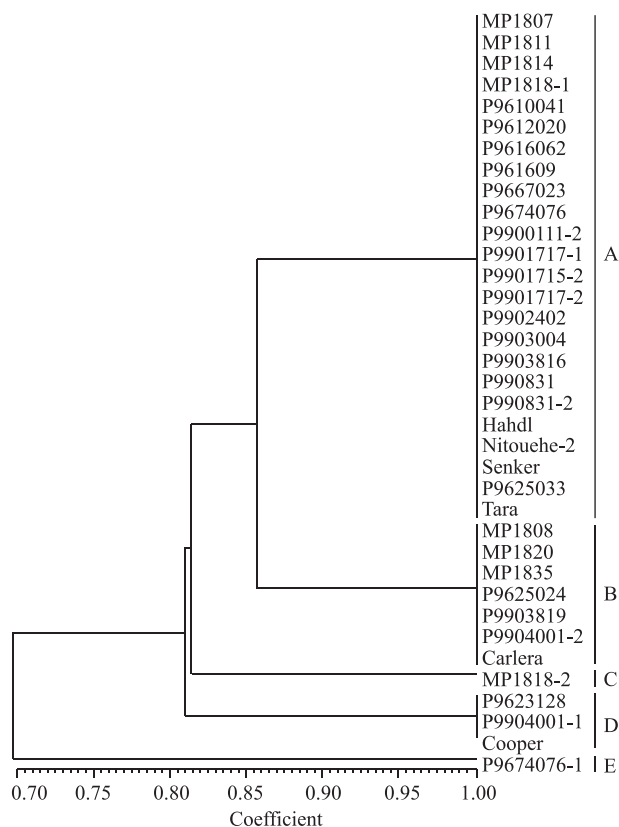 MP1807
MP1811
MP1814
MP1818-1
P9610041
P9612020
P9616062
P961609
P9667023
P9674076
P9900111-2
P9901717-1
A
P9901715-2
P9901717-2
P9902402
P9903004
P9903816
P990831
P990831-2
Hahdl
Nitouehe-2
Senker
P9625033
Tara
MP1808
MP1820
MP1835
P9625024
B
P9903819
P9904001-2
Carlera
MP1818-2 C
P9623128
P9904001-1
D
Cooper
P9674076-1 E
0.70 0.75 0.80 0.85 0.90 0.95 1.00
Coefficient